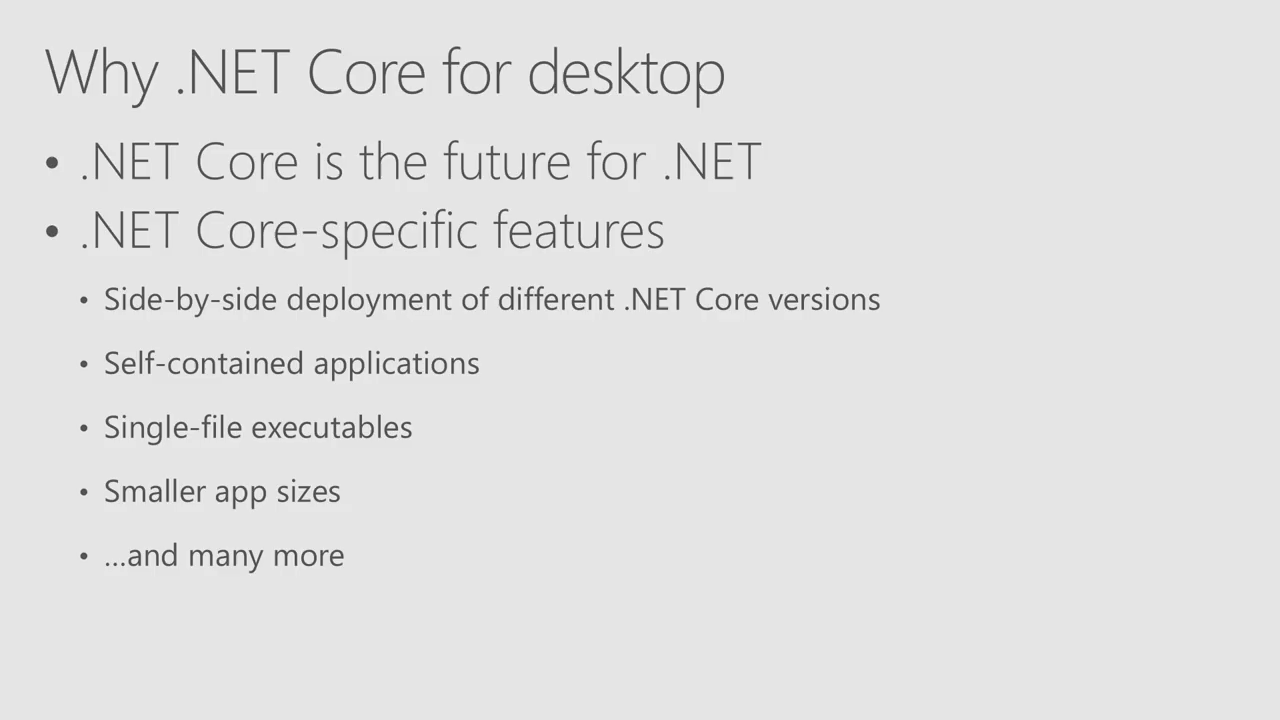 Why .NET Core for desktop
• .NET Core is the future for .NET
• .NET Core-specific features
• Side-by-side deployment of different .NET Core versions
• Self-contained applications
• Single-file executables
• Smaller app sizes
• ...and many more